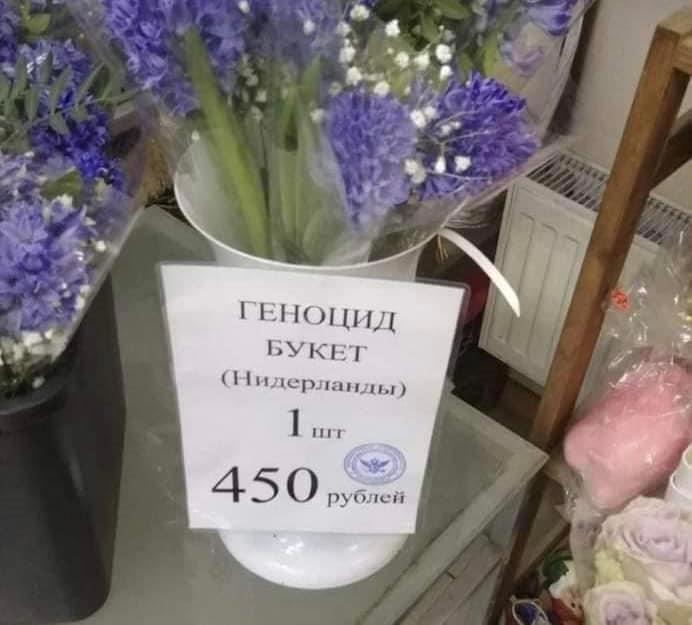 ГЕНОЦИД
БУКЕТ
(Нидерланды)
1 шт
450 рублей